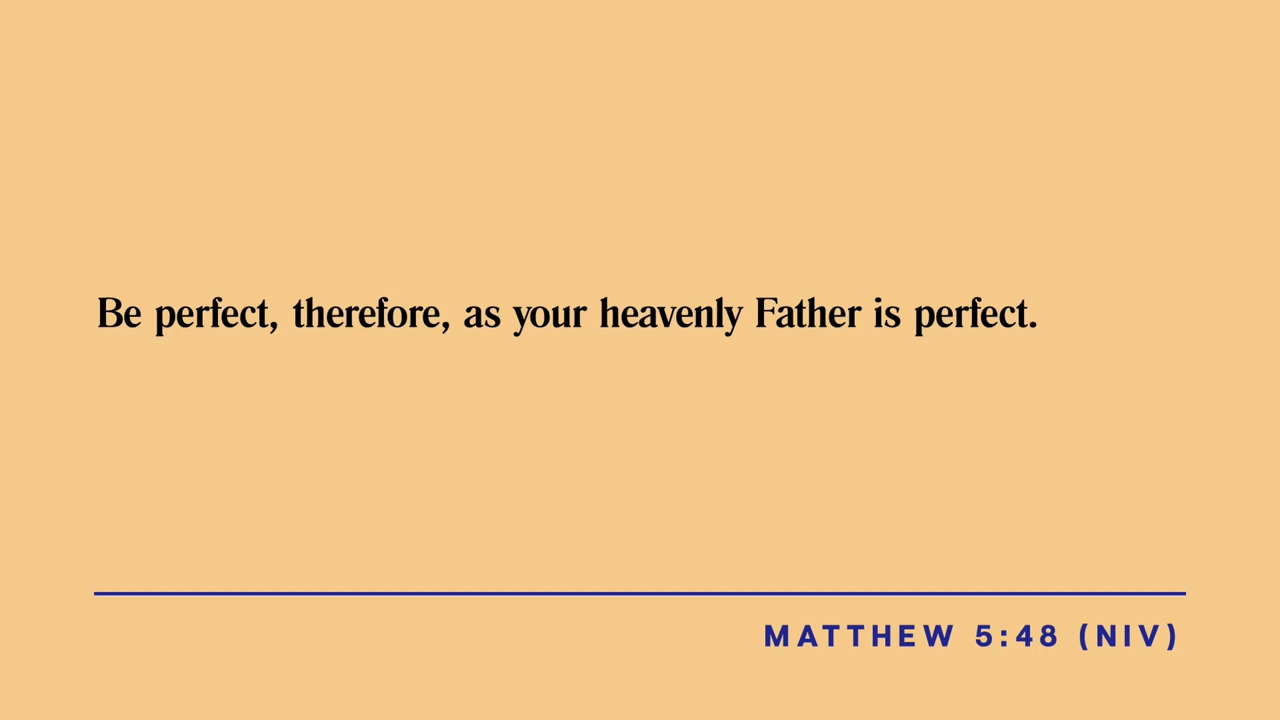 Be perfect, therefore, as your heavenly Father is perfect.
MATTHEW 5:48 (NIV)